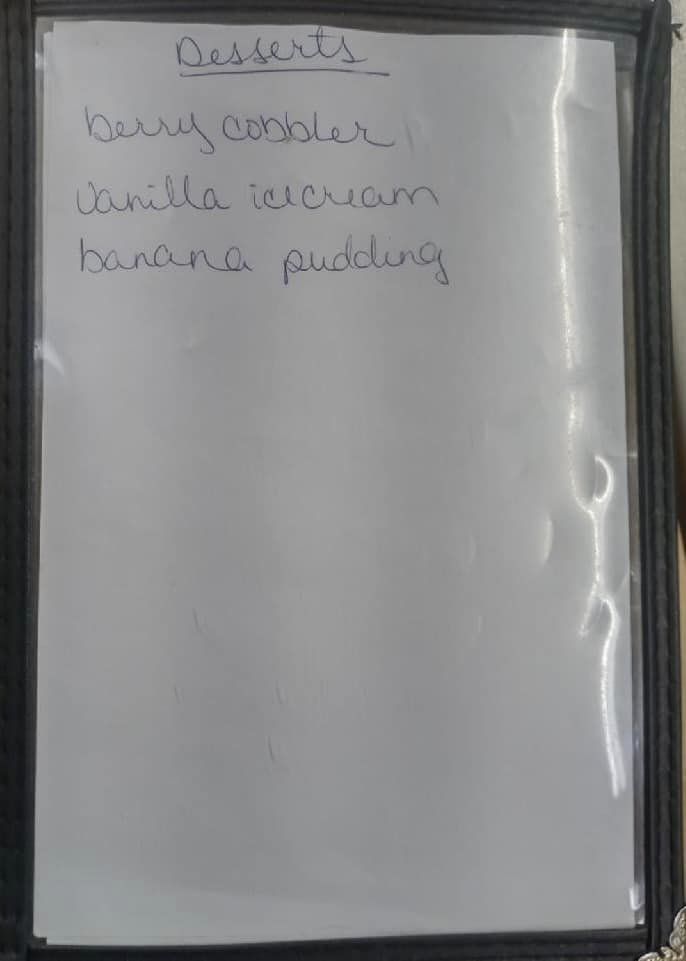 Desserts
berry cobbler
vanilla icecream
banana pudding